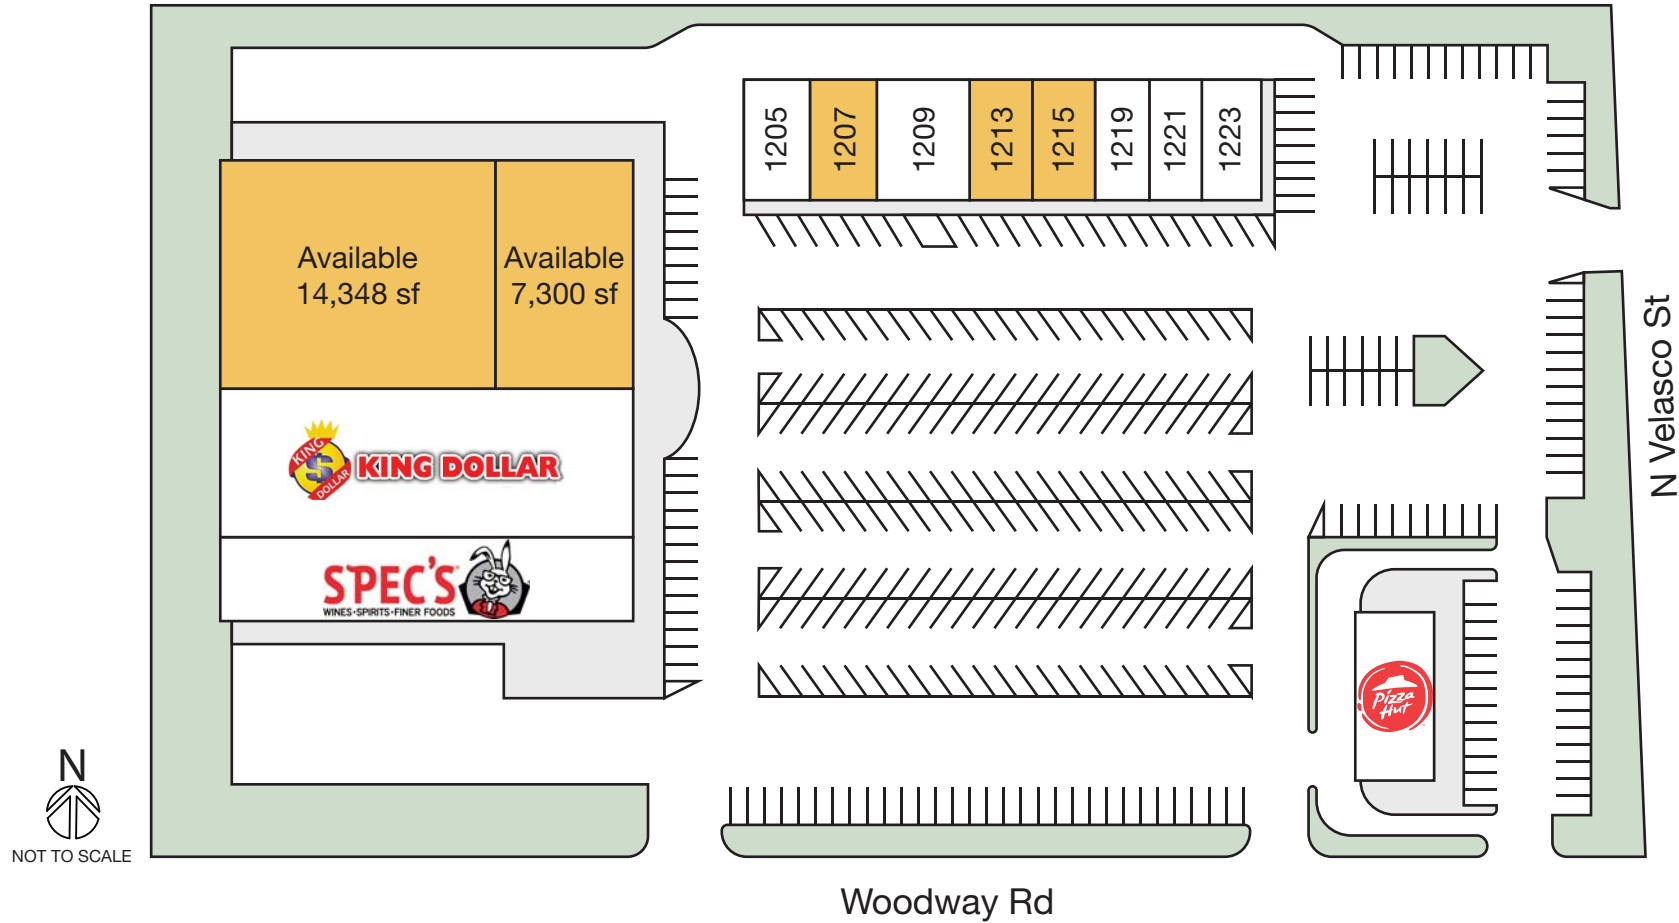 1205
1207
1209
1213
1215
1219
1221
1223
Available
14,348 sf
Available
7,300 sf
KING
$
DOLLAR
KING DOLLAR
SPEC'S
WINES•SPIRITS•FINER FOODS
Pizza
Hut
N Velasco St
N
NOT TO SCALE
Woodway Rd